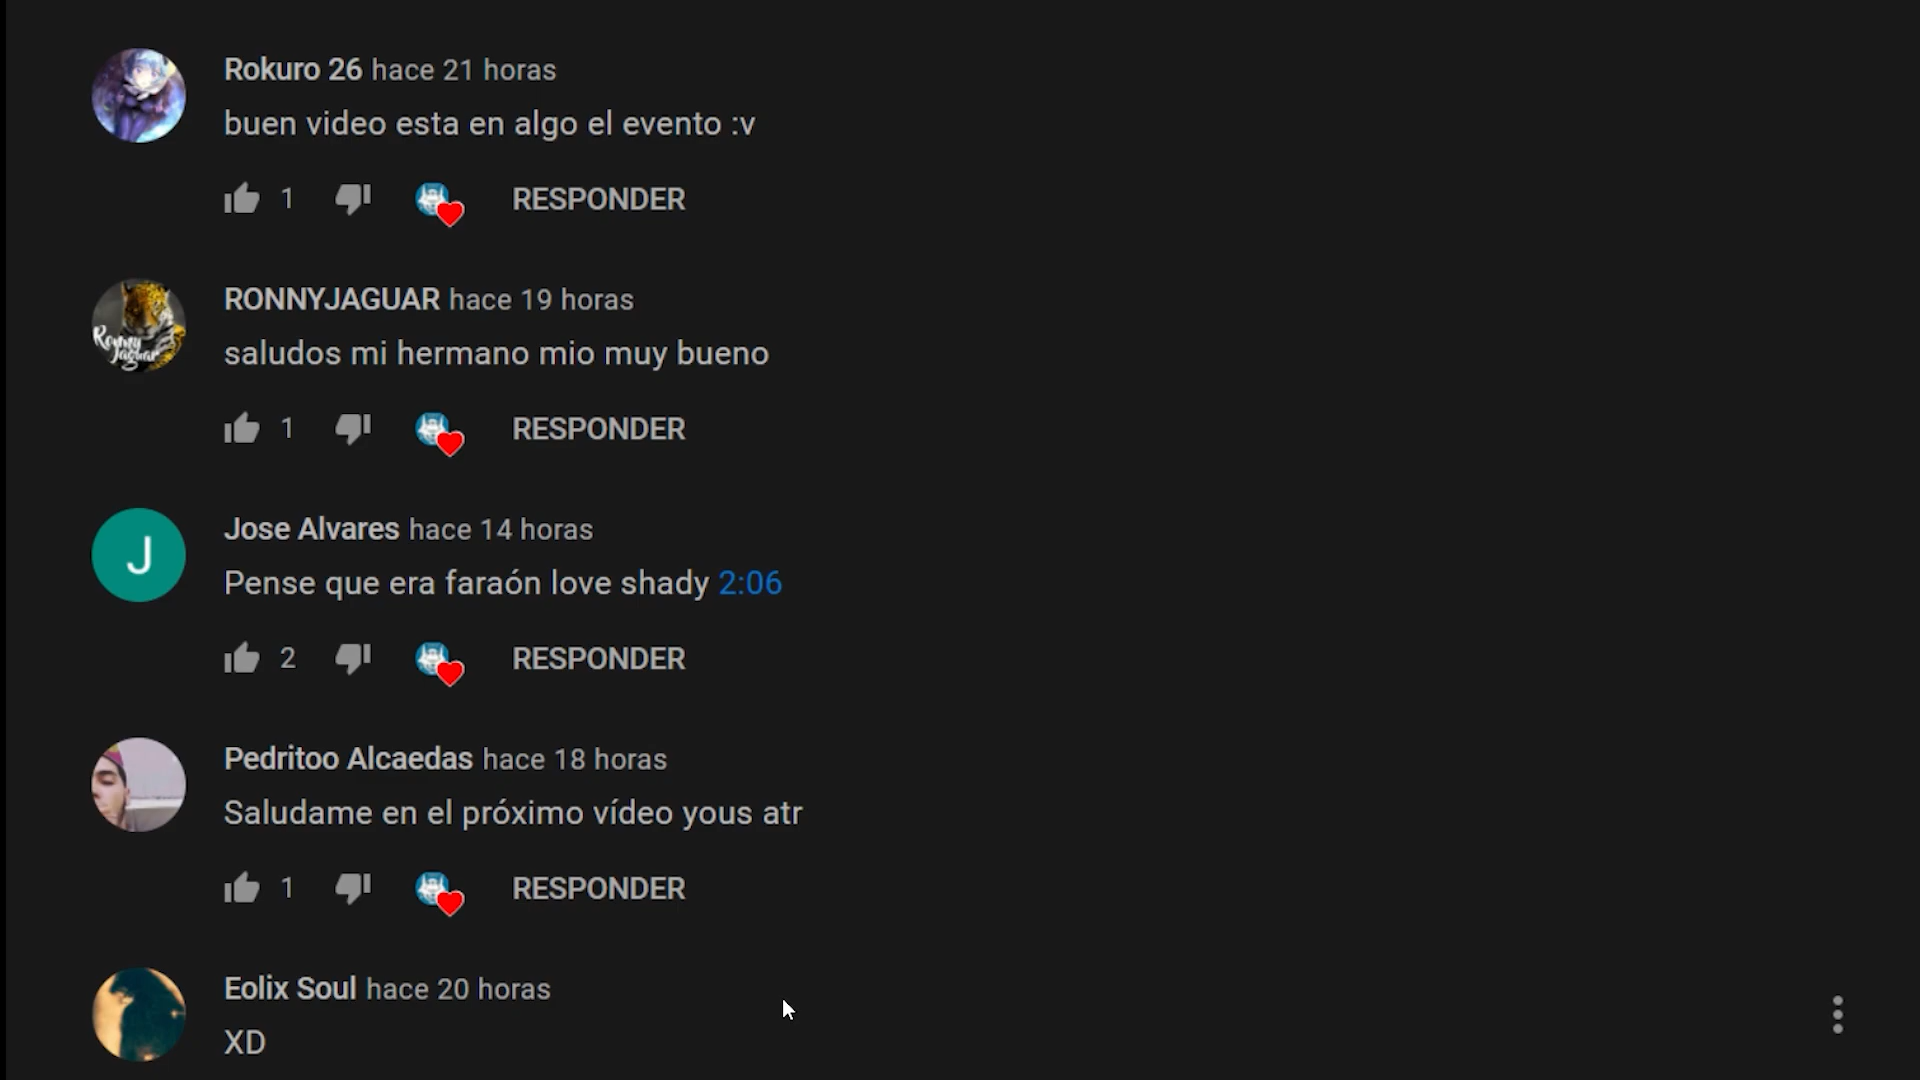 Rokuro 26 hace 21 horas
buen video esta en algo el evento :v
1 RESPONDER
Ronny Jaguar
RONNYJAGUAR hace 19 horas
saludos mi hermano mio muy bueno
1 RESPONDER
J
Jose Alvares hace 14 horas
Pense que era faraón love shady 2:06
2 RESPONDER
Pedritoo Alcaedas hace 18 horas
Saludame en el próximo vídeo yous atr
1 RESPONDER
Eolix Soul hace 20 horas
XD